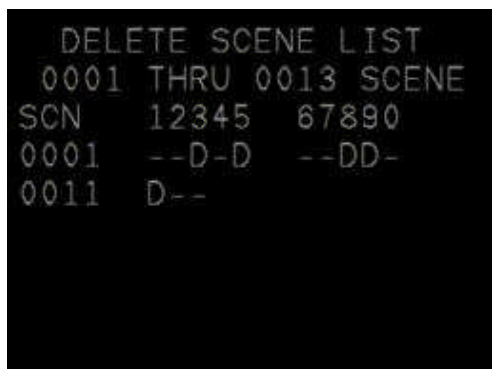 DELETE SCENE LIST
0001 THRU 0013 SCENE
SCN 12345 67890
0001 --D-D --DD-
0011 D--